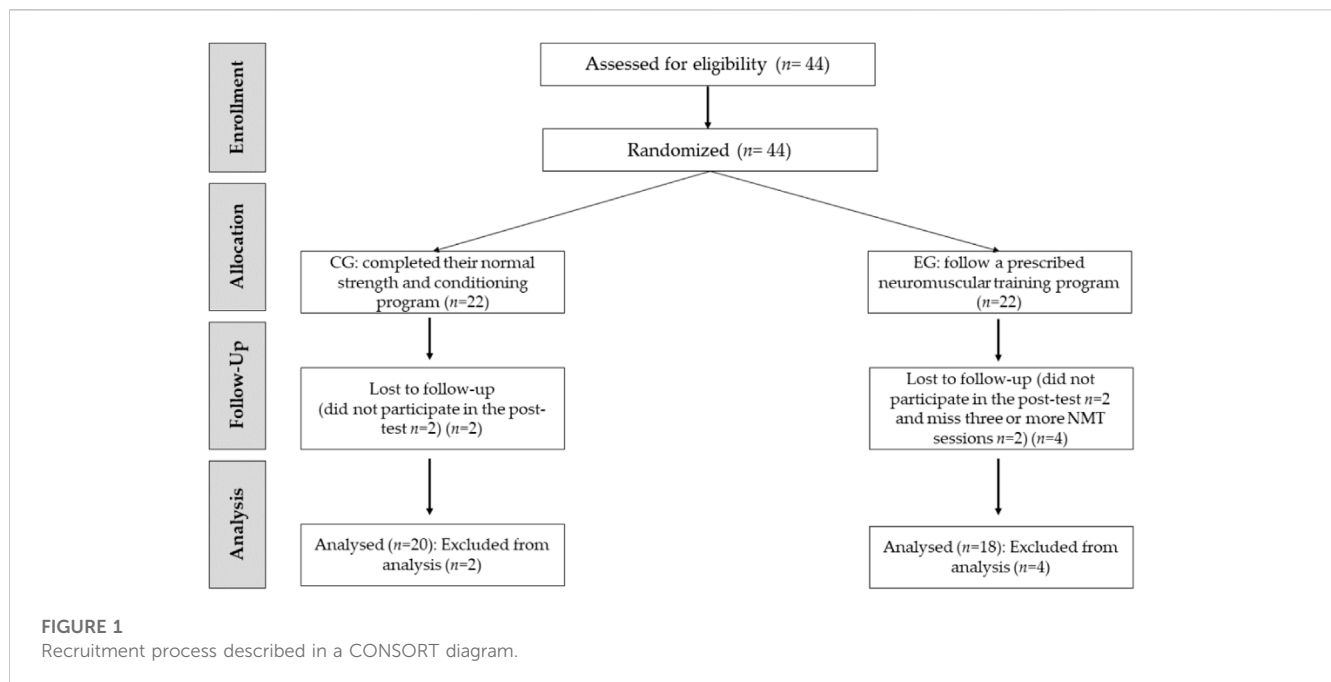 Enrollment
Assessed for eligibility (n= 44)
Randomized (n= 44)
Allocation
CG: completed their normal
strength and conditioning
program (n=22)
EG: follow a prescribed
neuromuscular training program
(n=22)
Follow-Up
Lost to follow-up
(did not participate in the post-
test n=2) (n=2)
Lost to follow-up (did not
participate in the post-test n=2
and miss three or more NMT
sessions n=2) (n=4)
Analysis
Analysed (n=20): Excluded from
analysis (n=2)
Analysed (n=18): Excluded from
analysis (n=4)
FIGURE 1
Recruitment process described in a CONSORT diagram.